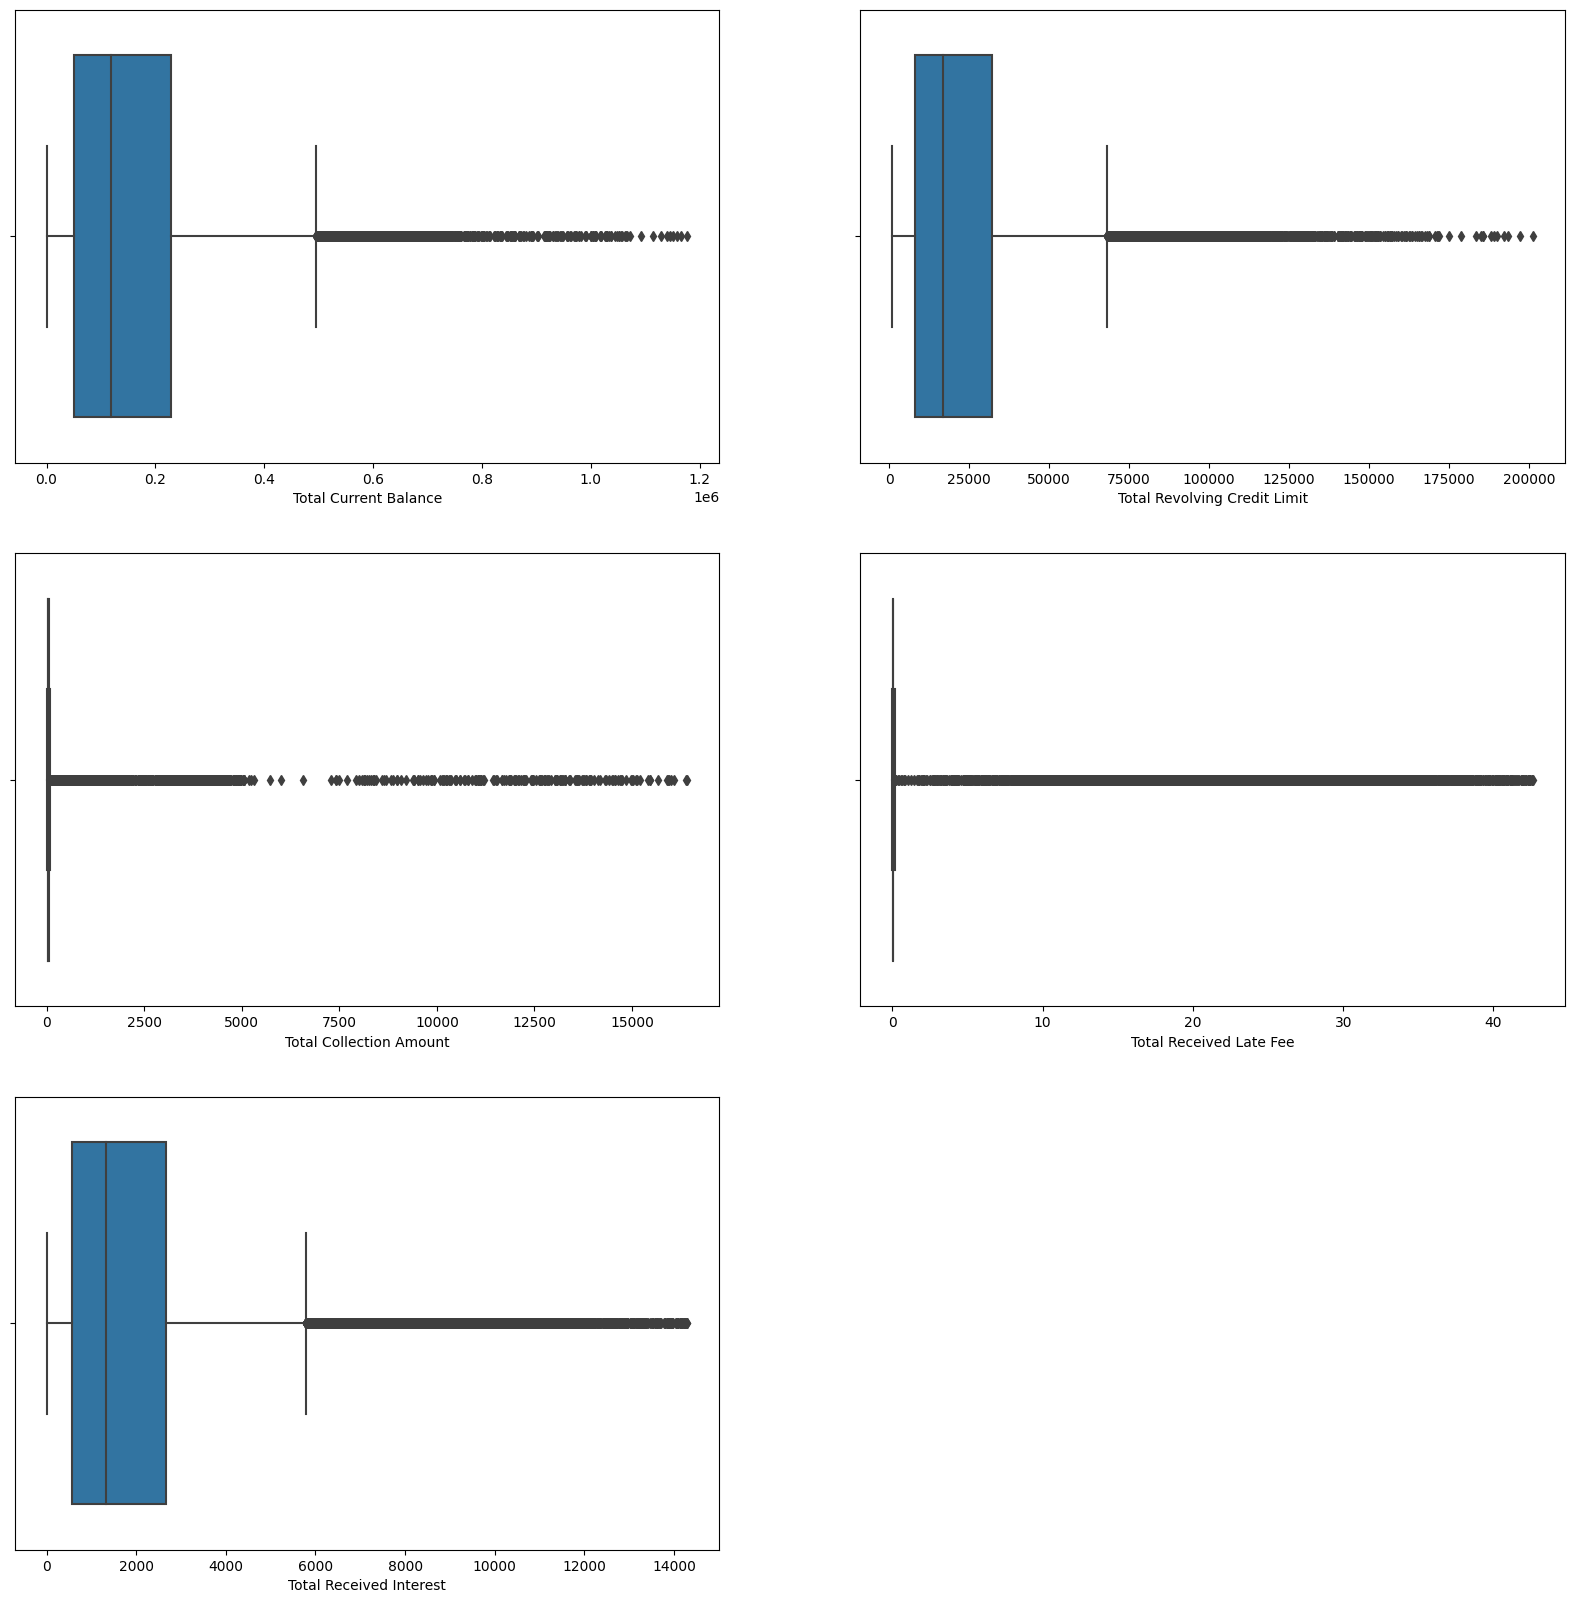 0.0 0.2 0.4 0.6 0.8 1.0 1.2
1e6
Total Current Balance
0 25000 50000 75000 100000 125000 150000 175000 200000
Total Revolving Credit Limit
0 2500 5000 7500 10000 12500 15000
Total Collection Amount
0 10 20 30 40
Total Received Late Fee
0 2000 4000 6000 8000 10000 12000 14000
Total Received Interest